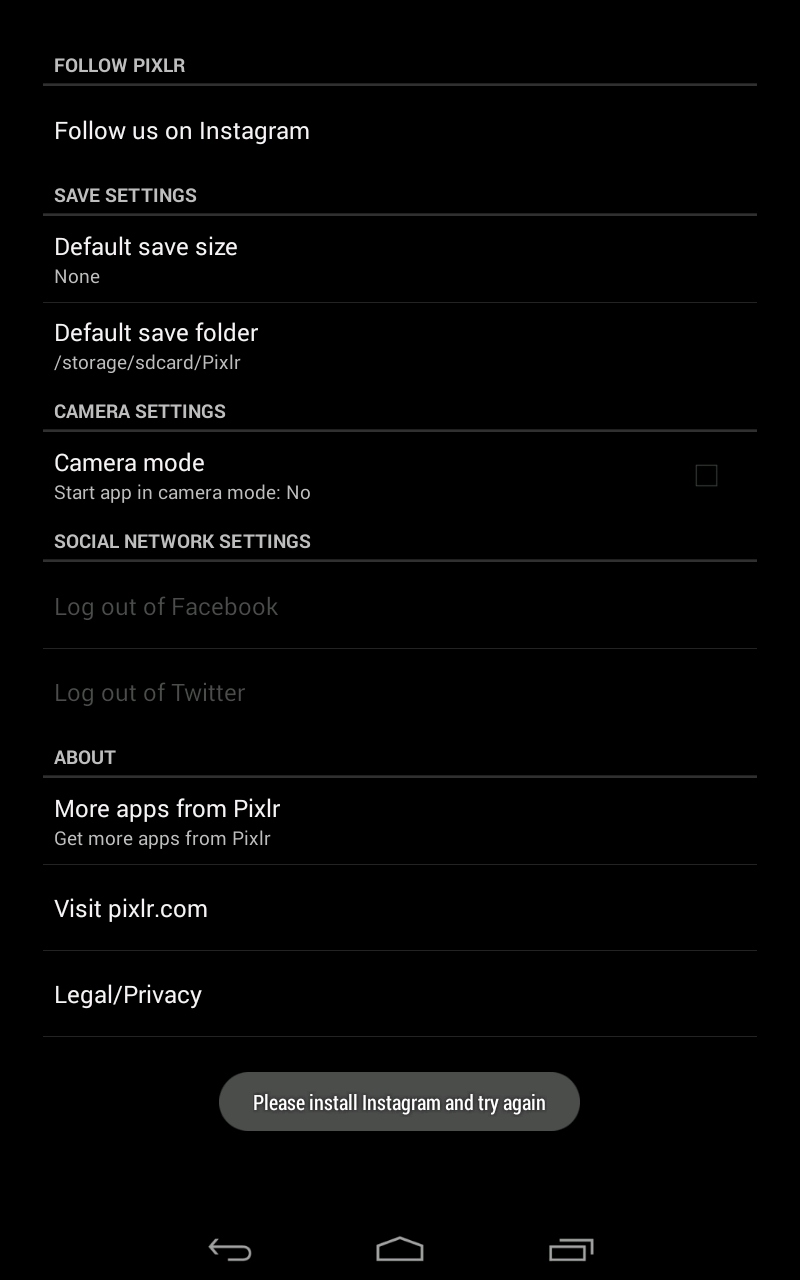 FOLLOW PIXLR
Follow us on Instagram
SAVE SETTINGS
Default save size
None
Default save folder
/storage/sdcard/Pixlr
CAMERA SETTINGS
Camera mode
Start app in camera mode: No
SOCIAL NETWORK SETTINGS
Log out of Facebook
Log out of Twitter
ABOUT
More apps from Pixlr
Get more apps from Pixlr
Visit pixlr.com
Legal/Privacy
Please install Instagram and try again